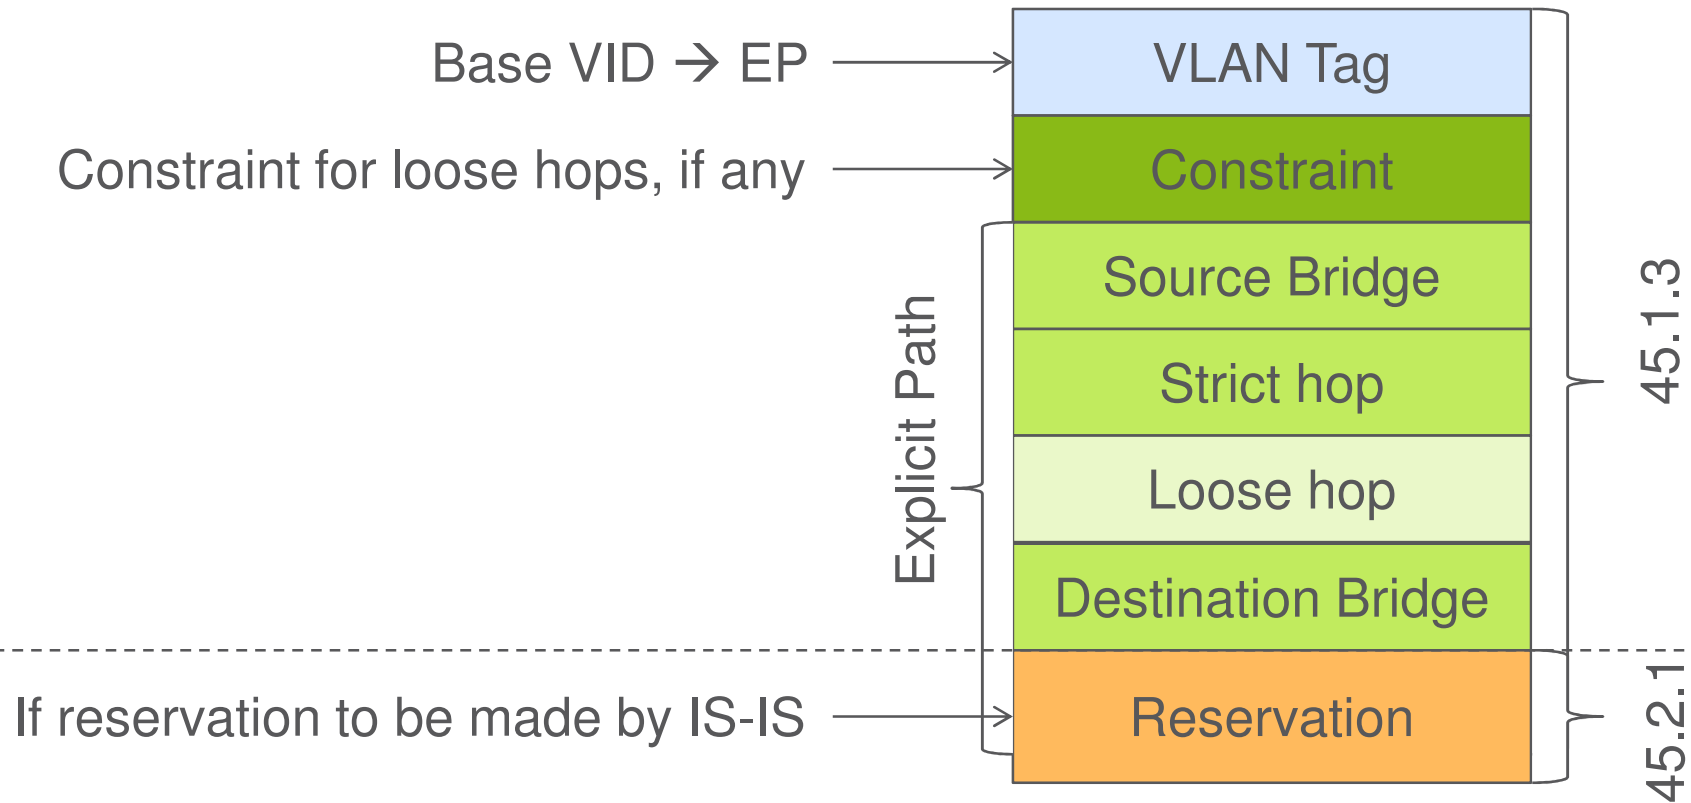 Base VID → EP
VLAN Tag
Constraint for loose hops, if any
Constraint
Explicit Path
Source Bridge
Strict hop
Loose hop
Destination Bridge
45.1.3
If reservation to be made by IS-IS
Reservation
45.2.1